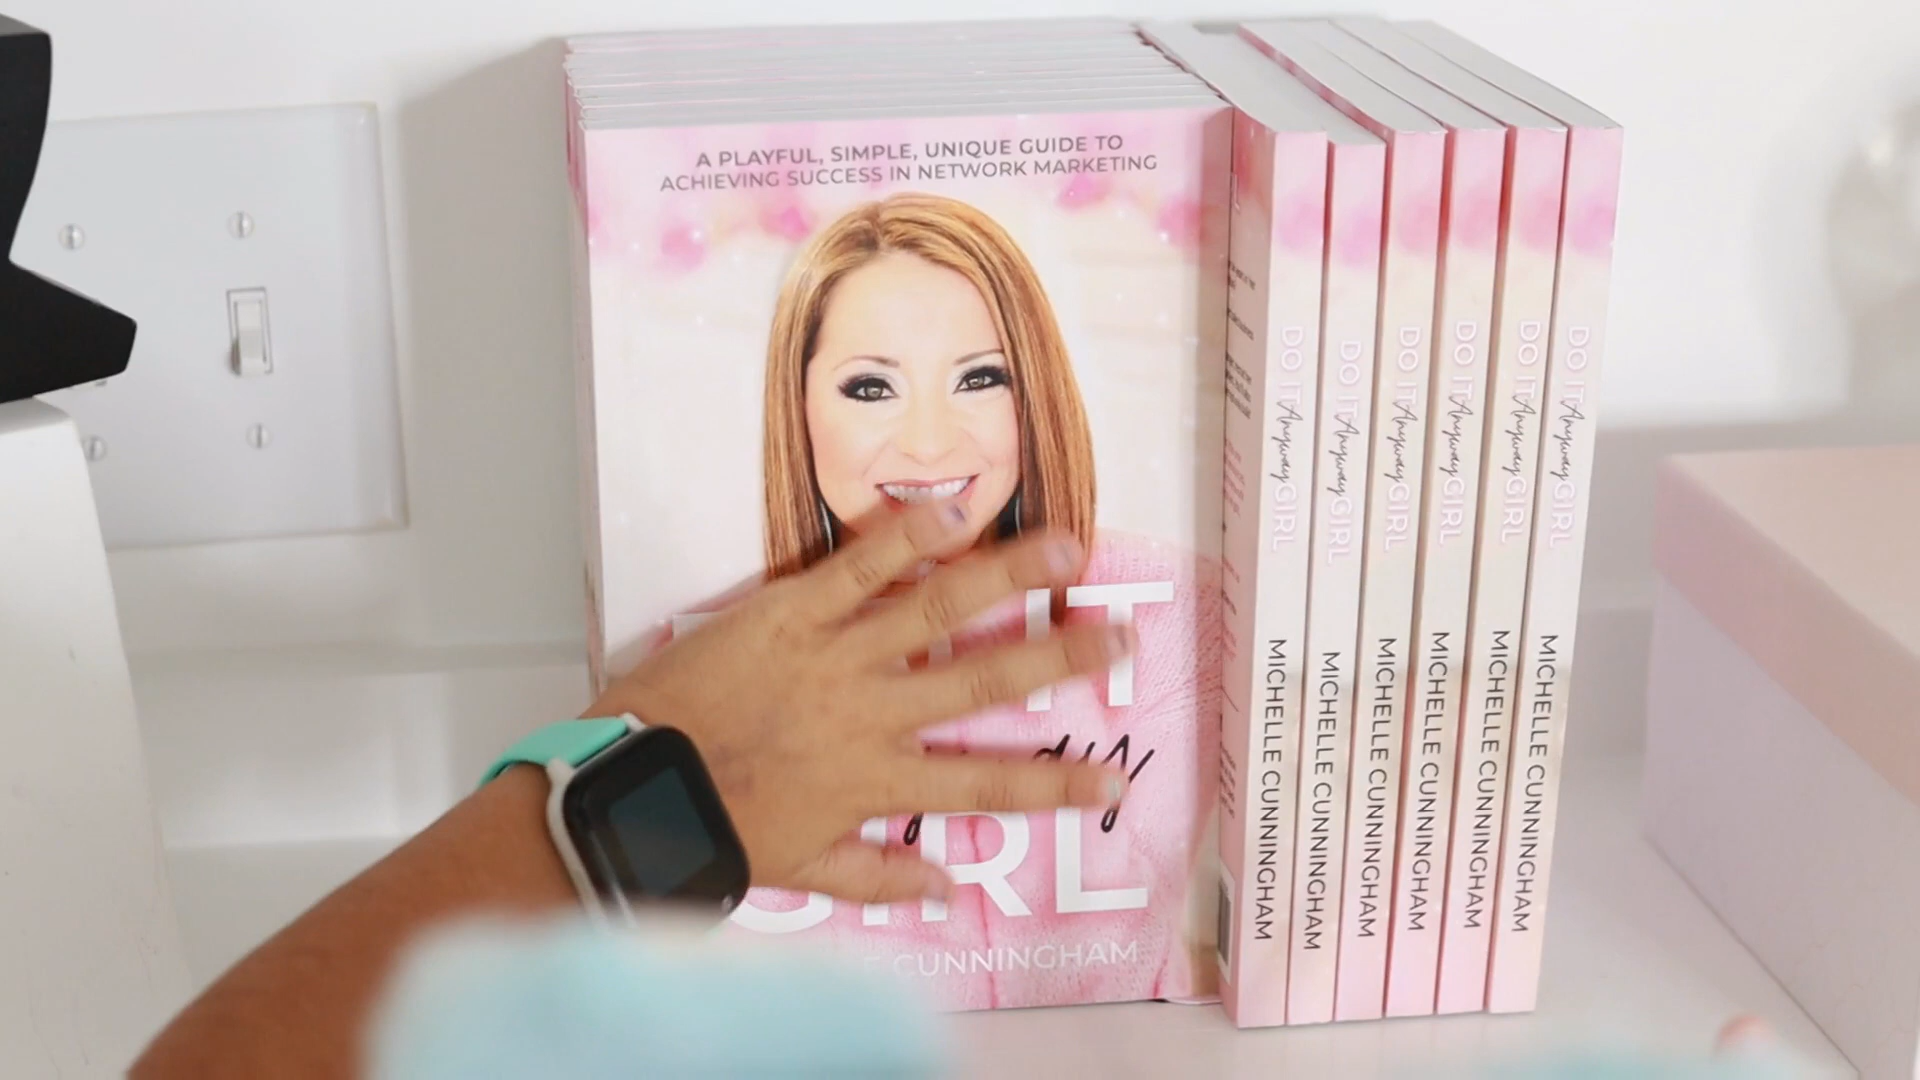 A PLAYFUL, SIMPLE, UNIQUE GUIDE TO
ACHIEVING SUCCESS IN NETWORK MARKETING
IT
GIRL
CUNNINGHAM
DO IT Anyway GIRL MICHELLE CUNNINGHAM
DO IT Anyway GIRL MICHELLE CUNNINGHAM
DO IT Anyway GIRL MICHELLE CUNNINGHAM
DO IT Anyway GIRL MICHELLE CUNNINGHAM
DO IT Anyway GIRL MICHELLE CUNNINGHAM
DO IT Anyway GIRL MICHELLE CUNNINGHAM